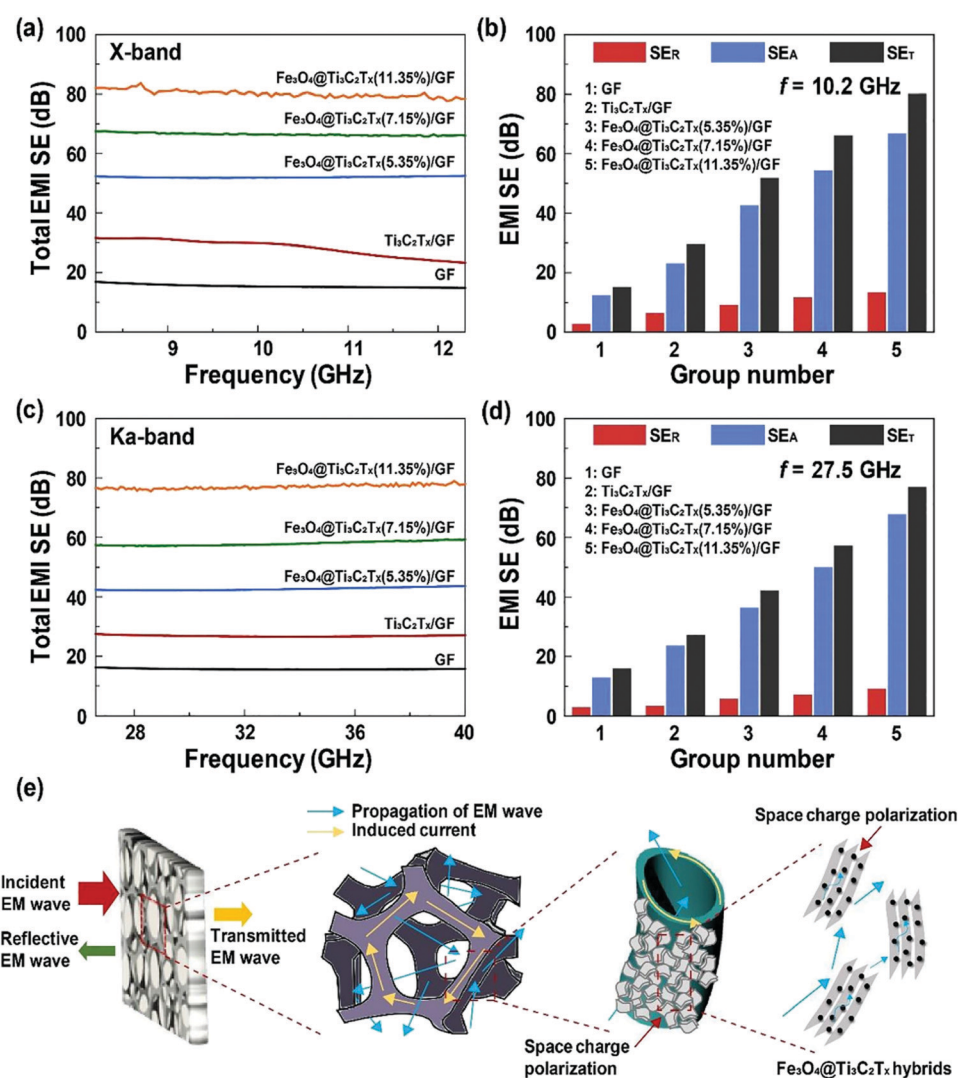 (a)
X-band
Total EMI SE (dB)
100
80
60
40
20
0
Fe₃O₄@Ti₃C₂Tx(11.35%)/GF
Fe₃O₄@Ti₃C₂Tx(7.15%)/GF
Fe₃O₄@Ti₃C₂Tx(5.35%)/GF
Ti₃C₂Tx/GF
GF
9 10 11 12
Frequency (GHz)
(b)
EMI SE (dB)
100
80
60
40
20
0
SER SEA SET
1: GF
2: Ti₃C₂Tx/GF
3: Fe₃O₄@Ti₃C₂Tx(5.35%)/GF
4: Fe₃O₄@Ti₃C₂Tx(7.15%)/GF
5: Fe₃O₄@Ti₃C₂Tx(11.35%)/GF
f = 10.2 GHz
1 2 3 4 5
Group number
(c)
Ka-band
Total EMI SE (dB)
100
80
60
40
20
0
Fe₃O₄@Ti₃C₂Tx(11.35%)/GF
Fe₃O₄@Ti₃C₂Tx(7.15%)/GF
Fe₃O₄@Ti₃C₂Tx(5.35%)/GF
Ti₃C₂Tx/GF
GF
28 32 36 40
Frequency (GHz)
(d)
EMI SE (dB)
100
80
60
40
20
0
SER SEA SET
1: GF
2: Ti₃C₂Tx/GF
3: Fe₃O₄@Ti₃C₂Tx(5.35%)/GF
4: Fe₃O₄@Ti₃C₂Tx(7.15%)/GF
5: Fe₃O₄@Ti₃C₂Tx(11.35%)/GF
f = 27.5 GHz
1 2 3 4 5
Group number
(e)
Incident
EM wave
Reflective
EM wave
Transmitted
EM wave
Propagation of EM wave
Induced current
Space charge
polarization
Space charge polarization
Fe₃O₄@Ti₃C₂Tx hybrids